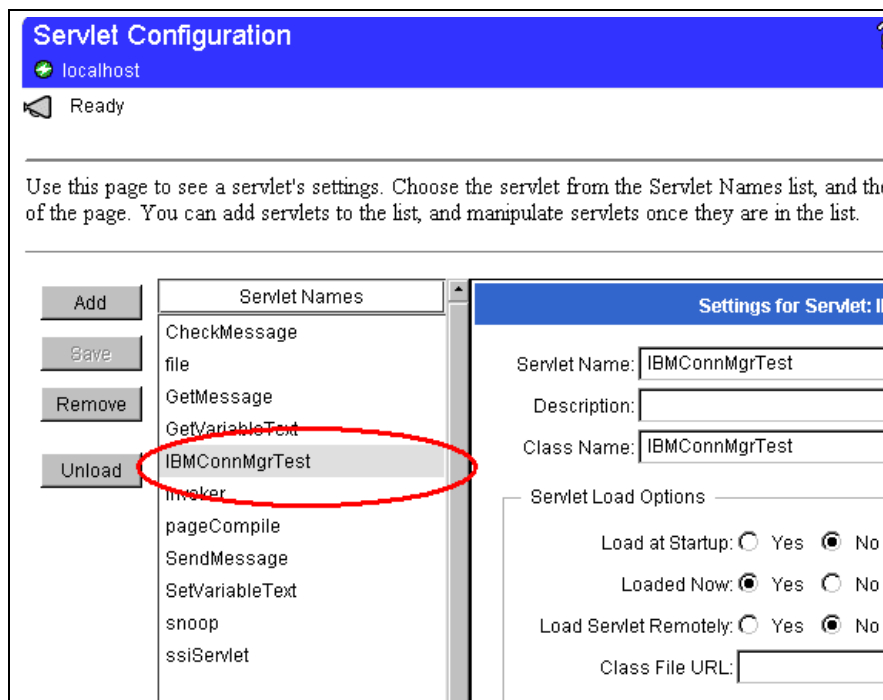 Servlet Configuration
localhost
Ready
Use this page to see a servlet's settings. Choose the servlet from the Servlet Names list, and the
of the page. You can add servlets to the list, and manipulate servlets once they are in the list.
Add
Save
Remove
Unload
Servlet Names
CheckMessage
file
GetMessage
GetVariableText
IBMConnMgrTest
invoker
pageCompile
SendMessage
SetVariableText
snoop
ssiServlet
Settings for Servlet: I
Servlet Name: IBMConnMgrTest
Description:
Class Name: IBMConnMgrTest
Servlet Load Options
Load at Startup: Yes No
Loaded Now: Yes No
Load Servlet Remotely: Yes No
Class File URL: